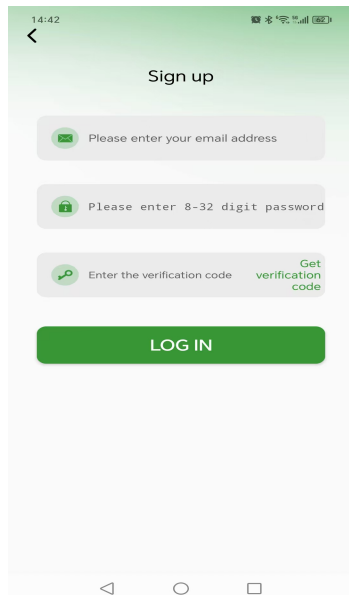 14:42
62
Sign up
Please enter your email address
Please enter 8-32 digit password
Enter the verification code
Get
verification
code
LOG IN